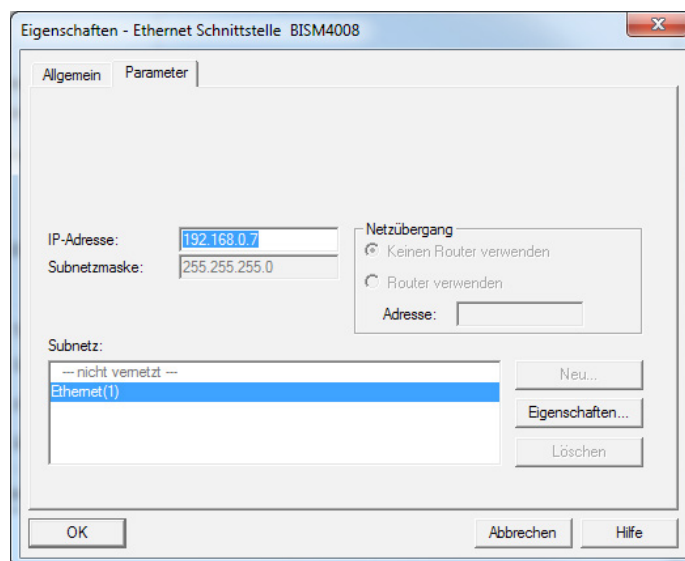 Eigenschaften - Ethernet Schnittstelle BISM4008
Allgemein Parameter
IP-Adresse: 192.168.0.7
Subnetzmaske: 255.255.255.0
Netzübergang
Keinen Router verwenden
Router verwenden
Adresse:
Subnetz:
--- nicht vernetzt ---
Ethernet(1)
Neu...
Eigenschaften...
Löschen
OK Abbrechen Hilfe